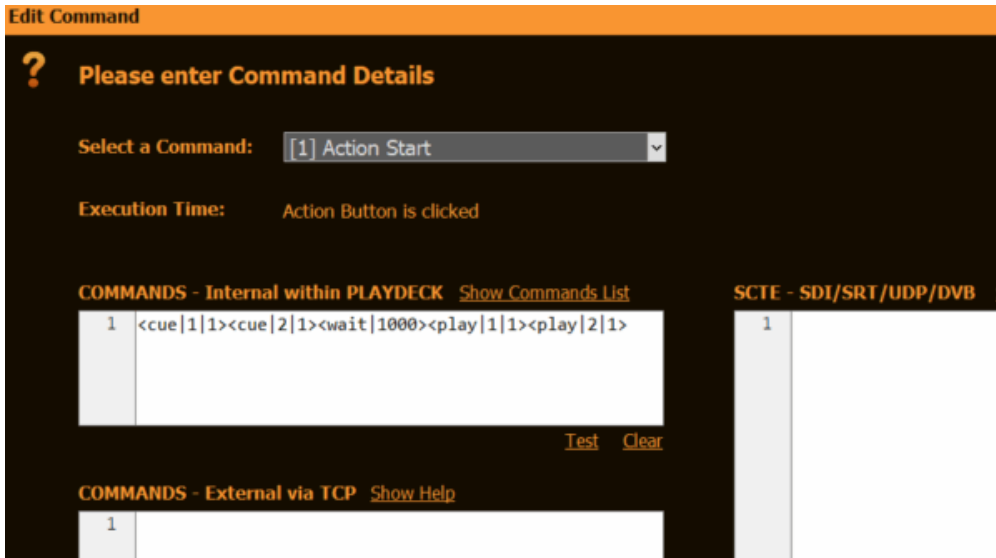 Edit Command
?
Please enter Command Details
Select a Command: [1] Action Start
Execution Time: Action Button is clicked
COMMANDS - Internal within PLAYDECK Show Commands List
1 <cue|1|1><cue|2|1><wait|1000><play|1|1><play|2|1>
Test Clear
COMMANDS - External via TCP Show Help
1
SCTE - SDI/SRT/UDP/DVB
1